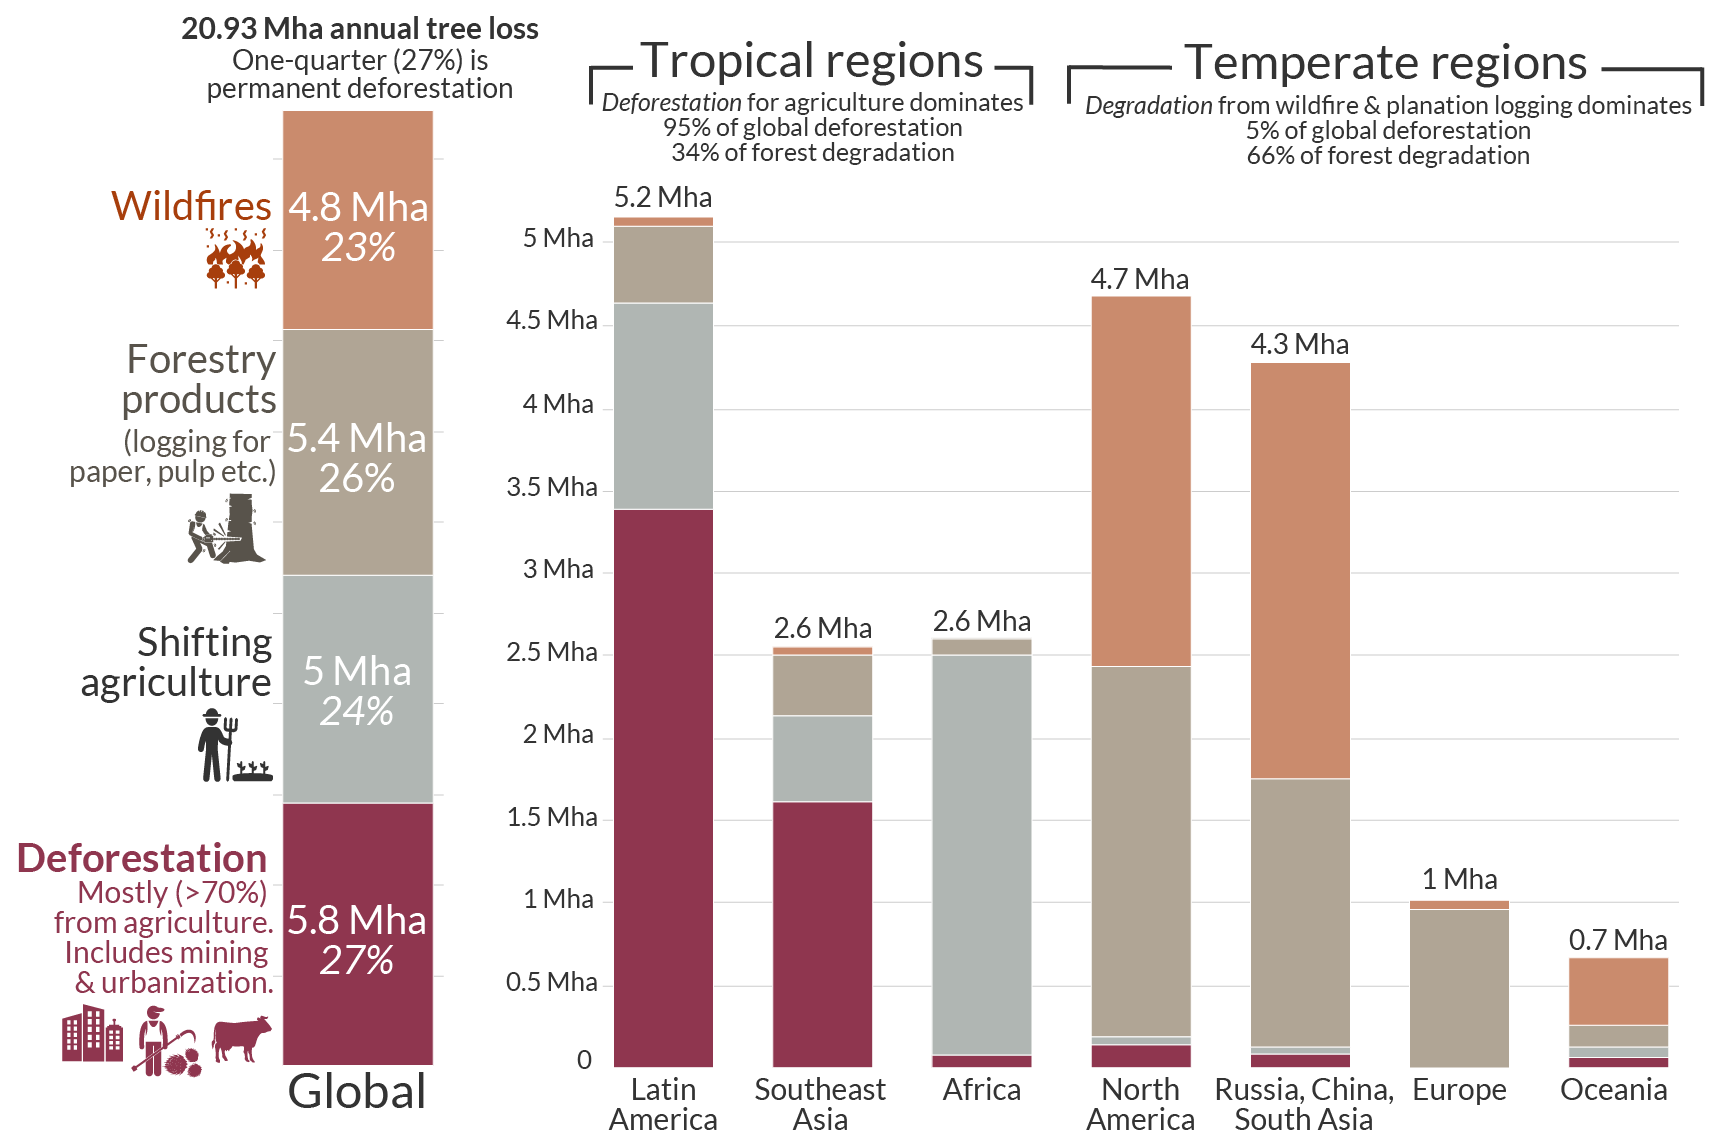 20.93 Mha annual tree loss
One-quarter (27%) is
permanent deforestation
Wildfires
4.8 Mha
23%
Forestry
products
(logging for
paper, pulp etc.)
5.4 Mha
26%
Shifting
agriculture
5 Mha
24%
Deforestation
Mostly (>70%)
from agriculture.
Includes mining
& urbanization.
5.8 Mha
27%
Global
Tropical regions
Deforestation for agriculture dominates
95% of global deforestation
34% of forest degradation
Temperate regions
Degradation from wildfire & planation logging dominates
5% of global deforestation
66% of forest degradation
5 Mha
4.5 Mha
4 Mha
3.5 Mha
3 Mha
2.5 Mha
2 Mha
1.5 Mha
1 Mha
0.5 Mha
0
5.2 Mha
2.6 Mha
2.6 Mha
4.7 Mha
4.3 Mha
1 Mha
0.7 Mha
Latin
America
Southeast
Asia
Africa
North
America
Russia, China,
South Asia
Europe
Oceania